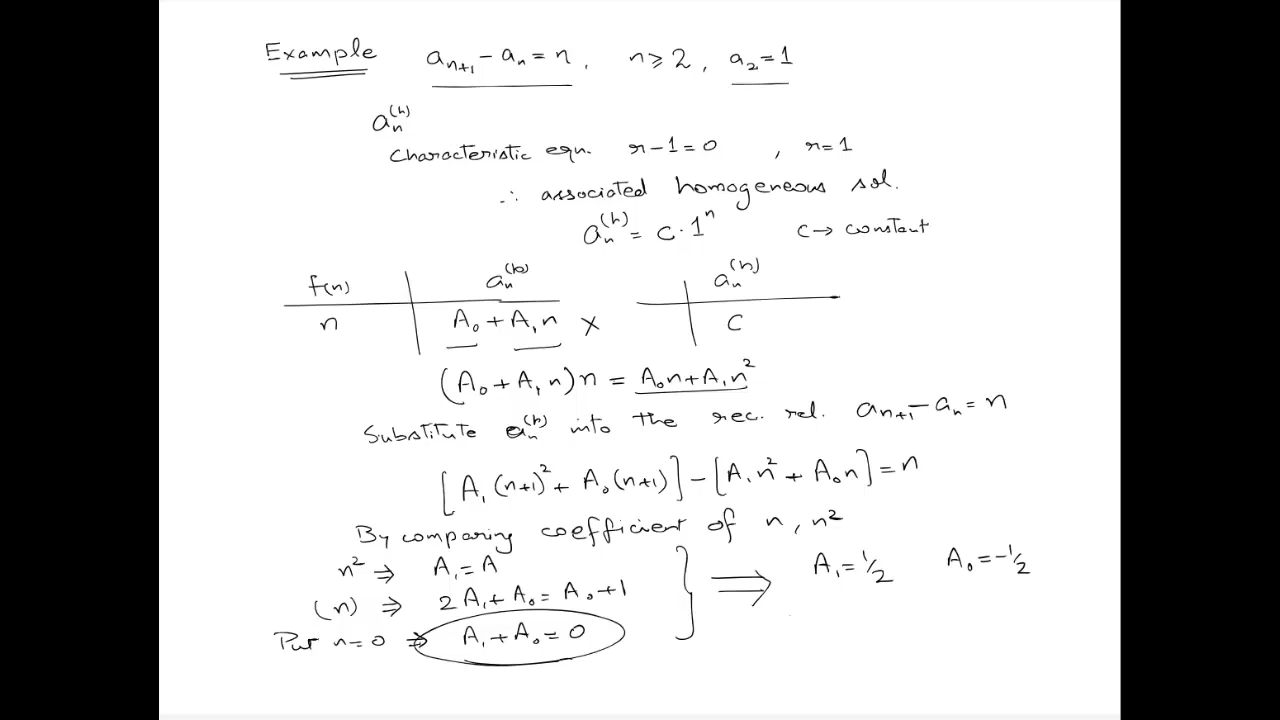 Example a_{n+1} - a_n = n, n ≥ 2, a_2 = 1
a_n^{(h)}
Characteristic eqn. r - 1 = 0, r = 1
∴ associated homogeneous sol.
a_n^{(h)} = c · 1^n c → constant
f(n) | a_n^{(p)} | a_n^{(h)}
n | A_0 + A_1 n × | C
(A_0 + A_1 n) n = A_0 n + A_1 n^2
Substitute a_n^{(p)} into the rec. rel. a_{n+1} - a_n = n
[A_1 (n+1)^2 + A_0 (n+1)] - [A_1 n^2 + A_0 n] = n
By comparing coefficient of n, n^2
n^2 ⇒ A_1 = A
(n) ⇒ 2A_1 + A_0 = A_0 + 1 } ⇒ A_1 = 1/2 A_0 = -1/2
Put n = 0 ⇒ A_1 + A_0 = 0